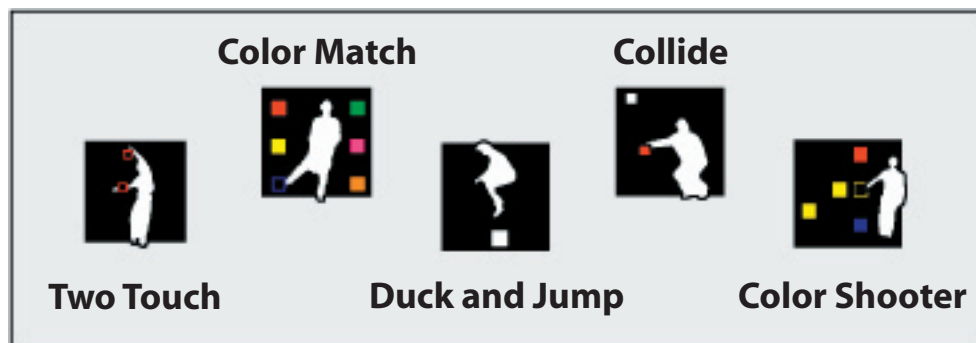 Color Match
Collide
Two Touch
Duck and Jump
Color Shooter